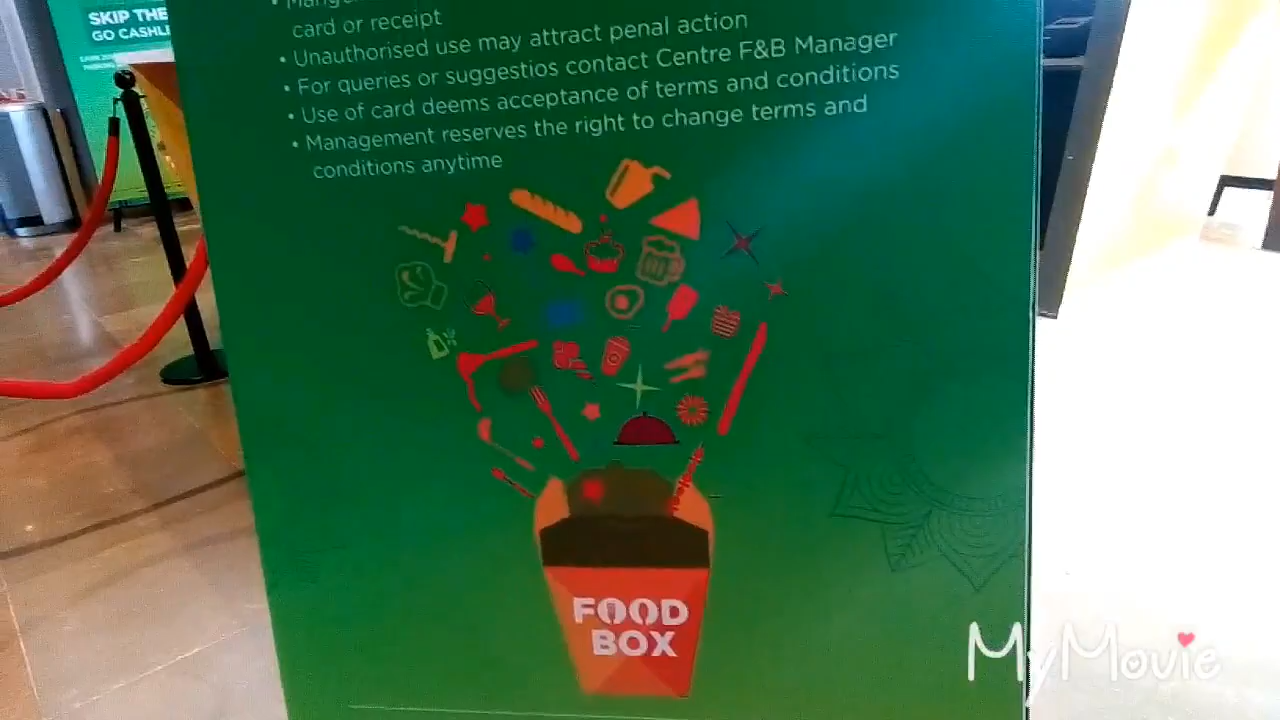 SKIP THE
GO CASHL
card or receipt
• Unauthorised use may attract penal action
• For queries or suggestios contact Centre F&B Manager
• Use of card deems acceptance of terms and conditions
• Management reserves the right to change terms and
conditions anytime
FOOD
BOX
MyMovie